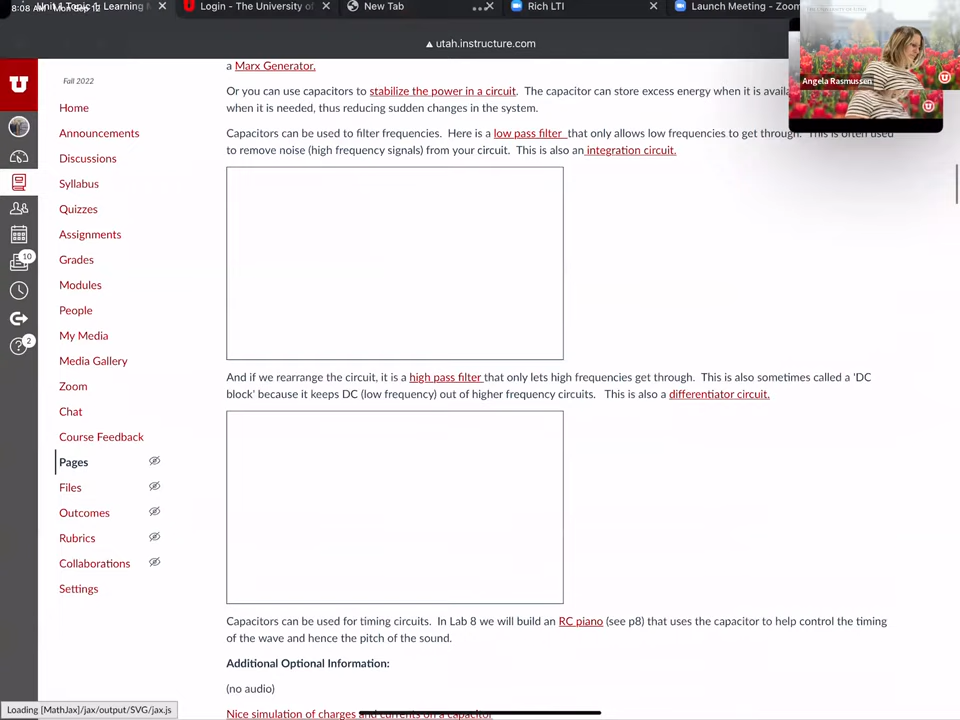 Unit 1 Topic 1: Learning
Login - The University of
New Tab
Rich LTI
Launch Meeting - Zoom
utah.instructure.com
Angela Rasmussen
Fall 2022
Home
Announcements
Discussions
Syllabus
Quizzes
Assignments
Grades
10
Modules
People
2
My Media
Media Gallery
Zoom
Chat
Course Feedback
Pages
Files
Outcomes
Rubrics
Collaborations
Settings
a Marx Generator.
Or you can use capacitors to stabilize the power in a circuit. The capacitor can store excess energy when it is
when it is needed, thus reducing sudden changes in the system.
Capacitors can be used to filter frequencies. Here is a low pass filter that only allows low frequencies to get through. This is often used
to remove noise (high frequency signals) from your circuit. This is also an integration circuit.
And if we rearrange the circuit, it is a high pass filter that only lets high frequencies get through. This is also sometimes called a 'DC
block' because it keeps DC (low frequency) out of higher frequency circuits. This is also a differentiator circuit.
Capacitors can be used for timing circuits. In Lab 8 we will build an RC piano (see p8) that uses the capacitor to help control the timing
of the wave and hence the pitch of the sound.
Additional Optional Information:
(no audio)
Nice simulation of charges and currents on a capacitor
Loading [MathJax]/jax/output/SVG/jax.js